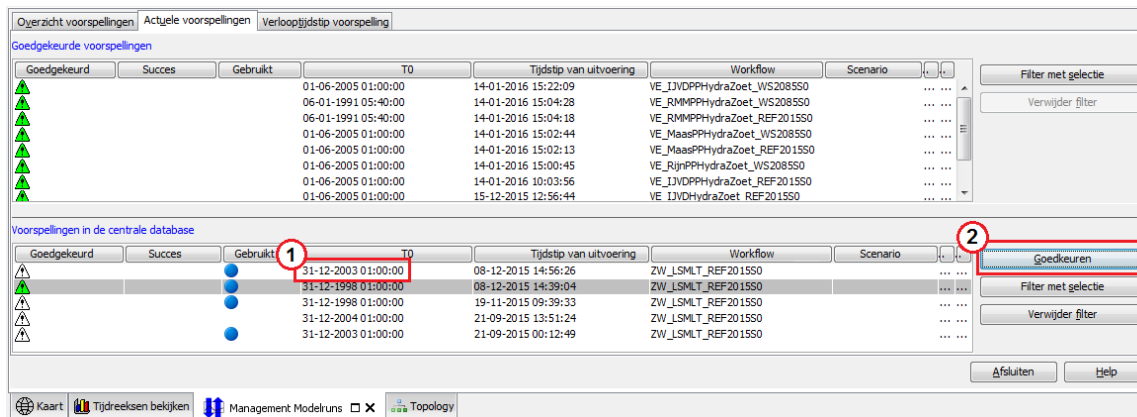 Overzicht voorspellingen Actuele voorspellingen Verlooptijdstip voorspelling
Goedgekeurde voorspellingen
Goedgekeurd Succes Gebruikt T0 Tijdstip van uitvoering Workflow Scenario .. ..
01-06-2005 01:00:00 14-01-2016 15:22:09 VE_IJVDPPHydraZoet_WS2085S0 ... ...
06-01-1991 05:40:00 14-01-2016 15:04:28 VE_RMMPPHydraZoet_WS2085S0 ... ...
06-01-1991 05:40:00 14-01-2016 15:04:18 VE_RMMPPHydraZoet_REF2015S0 ... ...
01-06-2005 01:00:00 14-01-2016 15:02:44 VE_MaasPPHydraZoet_WS2085S0 ... ...
01-06-2005 01:00:00 14-01-2016 15:02:13 VE_MaasPPHydraZoet_REF2015S0 ... ...
01-06-2005 01:00:00 14-01-2016 15:00:45 VE_RijnPPHydraZoet_WS2085S0 ... ...
01-06-2005 01:00:00 14-01-2016 10:03:56 VE_IJVDPPHydraZoet_REF2015S0 ... ...
01-06-2005 01:00:00 15-12-2015 12:56:44 VE_IJVDHydraZoet_REF2015S0 ... ...
Filter met selectie
Verwijder filter
Voorspellingen in de centrale database
Goedgekeurd Succes Gebruikt 1 T0 Tijdstip van uitvoering Workflow Scenario .. ..
31-12-2003 01:00:00 08-12-2015 14:56:26 ZW_LSMLT_REF2015S0 ... ...
31-12-1998 01:00:00 08-12-2015 14:39:04 ZW_LSMLT_REF2015S0 ... ...
31-12-1998 01:00:00 19-11-2015 09:39:33 ZW_LSMLT_REF2015S0 ... ...
31-12-2004 01:00:00 21-09-2015 13:51:24 ZW_LSMLT_REF2015S0 ... ...
31-12-2003 01:00:00 21-09-2015 00:12:49 ZW_LSMLT_REF2015S0 ... ...
2
Goedkeuren
Filter met selectie
Verwijder filter
Afsluiten Help
Kaart Tijdreeksen bekijken Management Modelruns Topology